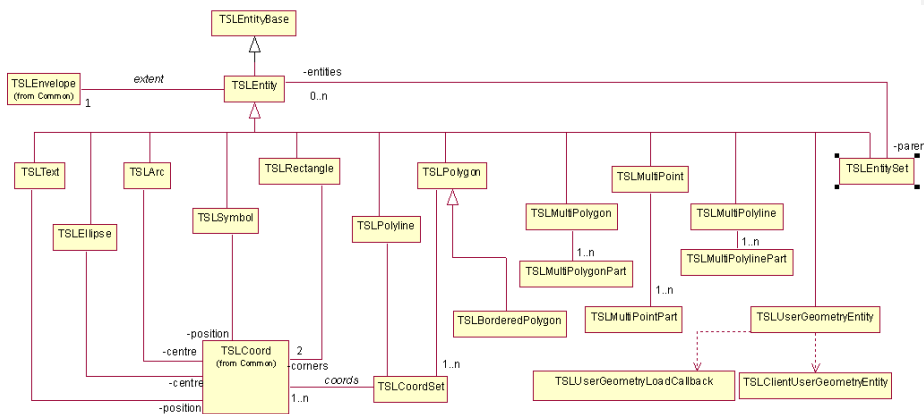 TSLEntityBase
TSLEnvelope
(from Common)
extent
1
TSLEntity
-entities
0..n
-paren
TSLText
TSLArc
TSLRectangle
TSLPolygon
TSLMultiPoint
TSLEntitySet
TSLEllipse
TSLSymbol
TSLPolyline
TSLMultiPolygon
TSLMultiPolyline
1..n
1..n
TSLMultiPolygonPart
TSLMultiPolylinePart
1..n
TSLBorderedPolygon
TSLMultiPointPart
TSLUserGeometryEntity
-position
TSLCoord
(from Common)
2
-corners
-centre
1..n
-centre
coords
TSLCoordSet
1..n
-position
TSLUserGeometryLoadCallback
TSLClientUserGeometryEntity